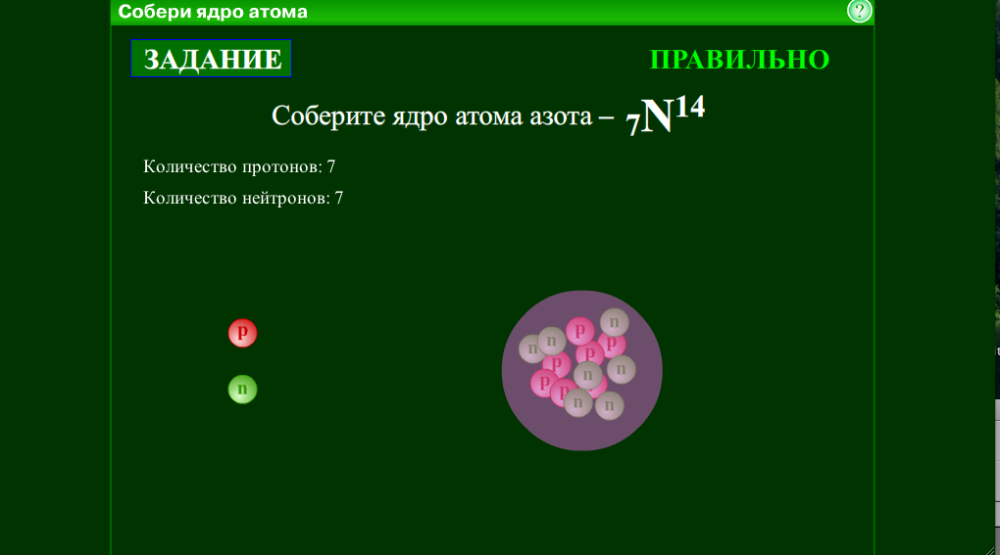 Собери ядро атома
?
ЗАДАНИЕ
ПРАВИЛЬНО
Соберите ядро атома азота – ₇N¹⁴
Количество протонов: 7
Количество нейтронов: 7
p
n
n
p
n
n
p
p
p
n
n
p
p
n
n